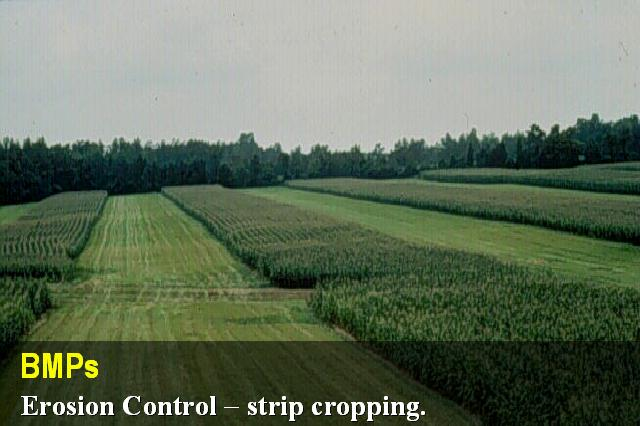 BMPs
Erosion Control – strip cropping.